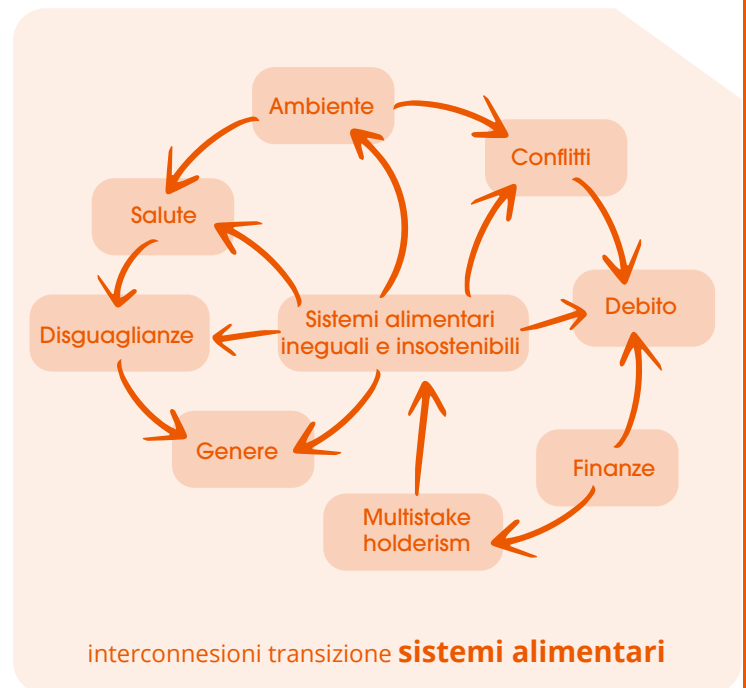 Ambiente
Conflitti
Salute
Debito
Sistemi alimentari
ineguali e insostenibili
Disguaglianze
Genere
Finanze
Multistake
holderism
interconnesioni transizione sistemi alimentari